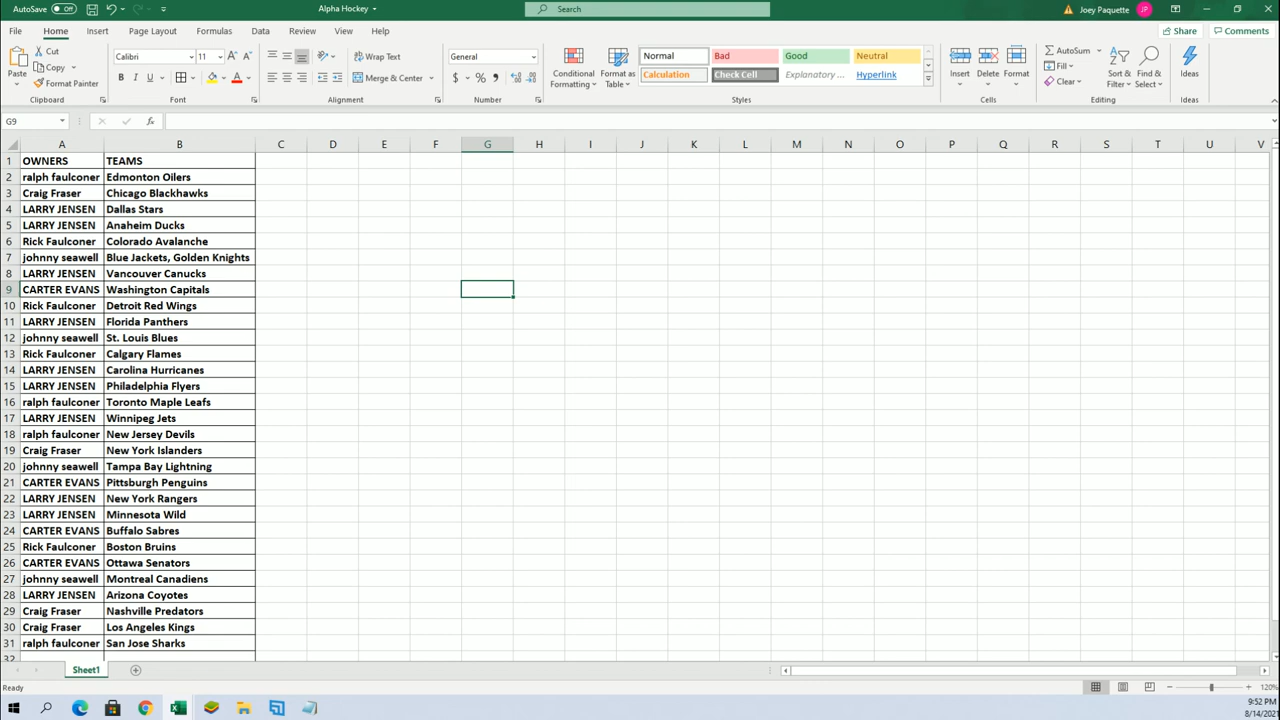 AutoSave Off Alpha Hockey Search Joey Paquette JP
File Home Insert Page Layout Formulas Data Review View Help Share Comments
Paste Cut Copy Format Painter Clipboard
Calibri 11 A A B I U A Font
Wrap Text Merge & Center Alignment
General $ % Number
Conditional Formatting Format as Table
Normal Bad Good Neutral
Calculation Check Cell Explanatory ... Hyperlink
Styles
Insert Delete Format Cells
AutoSum Fill Clear Sort & Filter Find & Select Editing
Ideas Ideas
G9 fx
A B C D E F G H I J K L M N O P Q R S T U V
1 OWNERS TEAMS
2 ralph faulconer Edmonton Oilers
3 Craig Fraser Chicago Blackhawks
4 LARRY JENSEN Dallas Stars
5 LARRY JENSEN Anaheim Ducks
6 Rick Faulconer Colorado Avalanche
7 johnny seawell Blue Jackets, Golden Knights
8 LARRY JENSEN Vancouver Canucks
9 CARTER EVANS Washington Capitals
10 Rick Faulconer Detroit Red Wings
11 LARRY JENSEN Florida Panthers
12 johnny seawell St. Louis Blues
13 Rick Faulconer Calgary Flames
14 LARRY JENSEN Carolina Hurricanes
15 LARRY JENSEN Philadelphia Flyers
16 ralph faulconer Toronto Maple Leafs
17 LARRY JENSEN Winnipeg Jets
18 ralph faulconer New Jersey Devils
19 Craig Fraser New York Islanders
20 johnny seawell Tampa Bay Lightning
21 CARTER EVANS Pittsburgh Penguins
22 LARRY JENSEN New York Rangers
23 LARRY JENSEN Minnesota Wild
24 CARTER EVANS Buffalo Sabres
25 Rick Faulconer Boston Bruins
26 CARTER EVANS Ottawa Senators
27 johnny seawell Montreal Canadiens
28 LARRY JENSEN Arizona Coyotes
29 Craig Fraser Nashville Predators
30 Craig Fraser Los Angeles Kings
31 ralph faulconer San Jose Sharks
32
Sheet1
Ready 120%
9:52 PM
8/14/2021